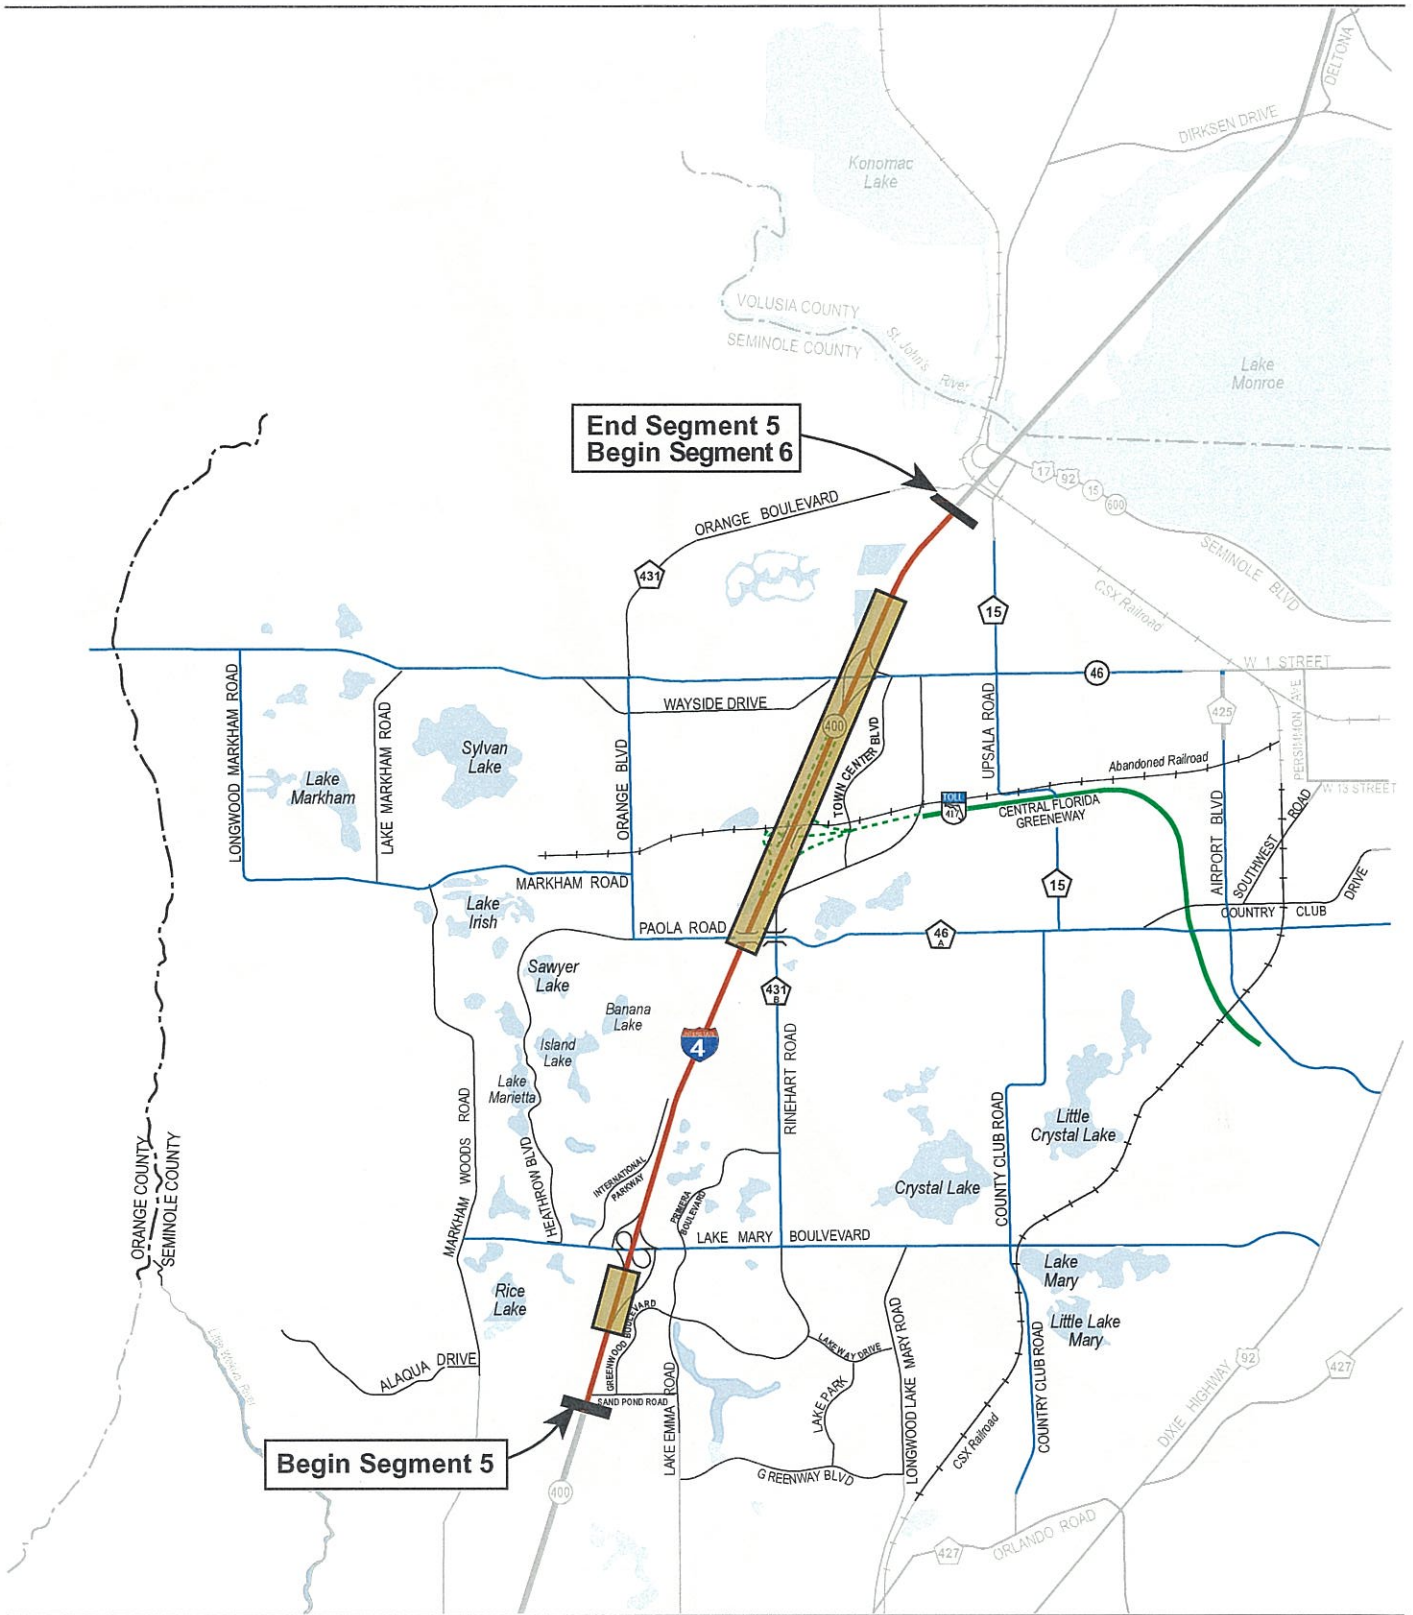 DELTONA
DIRKSEN DRIVE
Konomac
Lake
VOLUSIA COUNTY
SEMINOLE COUNTY
St. John's River
Lake
Monroe
End Segment 5
Begin Segment 6
17
92
15
600
ORANGE BOULEVARD
SEMINOLE BLVD
431
CSX Railroad
15
W 1 STREET
46
LONGWOOD MARKHAM ROAD
LAKE MARKHAM ROAD
WAYSIDE DRIVE
UPSALA ROAD
425
PERSIMMON AVE
400
TOWN CENTER BLVD
Sylvan
Lake
ORANGE BLVD
Abandoned Railroad
Lake
Markham
W 13 STREET
TOLL
417
CENTRAL FLORIDA
GREENEWAY
AIRPORT BLVD
SOUTHWEST ROAD
MARKHAM ROAD
15
DRIVE
Lake
Irish
COUNTRY CLUB
PAOLA ROAD
46
A
Sawyer
Lake
431
B
Banana
Lake
4
Island
Lake
RINEHART ROAD
Lake
Marietta
MARKHAM WOODS ROAD
HEATHROW BLVD
INTERNATIONAL
PARKWAY
PRIMERA
BOULEVARD
COUNTY CLUB ROAD
Little
Crystal Lake
Crystal Lake
ORANGE COUNTY
SEMINOLE COUNTY
LAKE MARY BOULVEVARD
Lake
Mary
Rice
Lake
GREENWOOD BOULEVARD
Little Lake
Mary
LAKEWAY DRIVE
LONGWOOD LAKE MARY ROAD
COUNTRY CLUB ROAD
ALAQUA DRIVE
SAND POND ROAD
LAKE EMMA ROAD
LAKE PARK
92
427
DIXIE HIGHWAY
CSX Railroad
Begin Segment 5
GREENWAY BLVD
400
427
ORLANDO ROAD